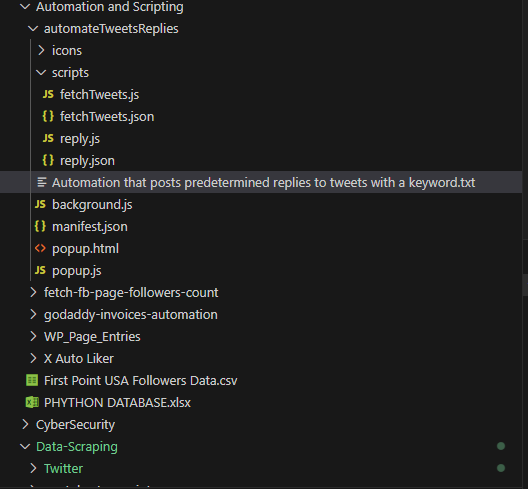 Automation and Scripting
automateTweetsReplies
icons
scripts
JS fetchTweets.js
{} fetchTweets.json
JS reply.js
{} reply.json
Automation that posts predetermined replies to tweets with a keyword.txt
JS background.js
{} manifest.json
<> popup.html
JS popup.js
fetch-fb-page-followers-count
godaddy-invoices-automation
WP_Page_Entries
X Auto Liker
First Point USA Followers Data.csv
PHYTHON DATABASE.xlsx
CyberSecurity
Data-Scraping
Twitter